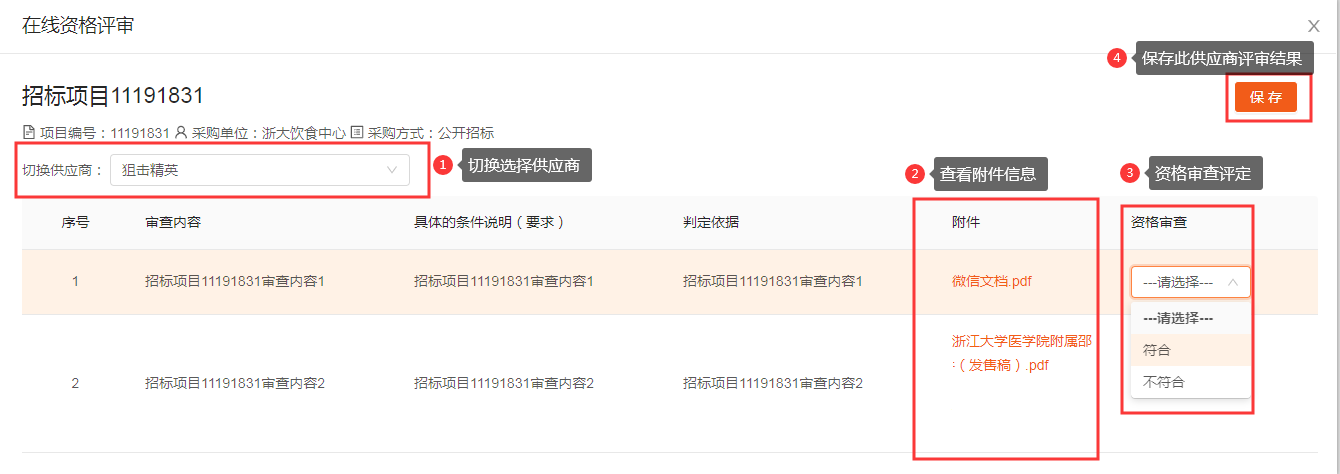 在线资格评审
X
4 保存此供应商评审结果
招标项目11191831
保 存
项目编号：11191831 采购单位：浙大饮食中心 采购方式：公开招标
切换供应商： 狙击精英
1 切换选择供应商
2 查看附件信息
3 资格审查评定
序号 审查内容 具体的条件说明（要求） 判定依据 附件 资格审查
1 招标项目11191831审查内容1 招标项目11191831审查内容1 招标项目11191831审查内容1 微信文档.pdf ---请选择---
---请选择---
符合
不符合
浙江大学医学院附属邵
（发售稿）.pdf
2 招标项目11191831审查内容2 招标项目11191831审查内容2 招标项目11191831审查内容2